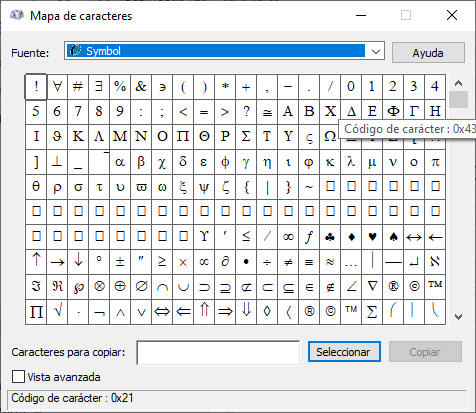 Mapa de caracteres
Fuente: Symbol Ayuda
! ∀ # ∃ % & ∍ ( ) ∗ + , − . / 0 1 2 3 4
5 6 7 8 9 : ; < = > ? ≅ Α Β Χ Δ Ε Φ Γ Η
Ι ϑ Κ Λ Μ Ν Ο Π Θ Ρ Σ Τ Υ ς Ω
Código de carácter : 0x43
] ⊥ _ ‾ α β χ δ ε φ γ η ι φ κ λ μ ν ο π
θ ρ σ τ υ ϖ ω ξ ψ ζ { | } ~ □ □ □ □ □ □
□ □ □ □ □ □ □ □ □ □ □ □ □ □ □ □ □ □ □ □
□ □ □ □ □ □ □ □ ϒ ′ ≤ ⁄ ∞ ƒ ♣ ♦ ♥ ♠ ↔ ←
↑ → ↓ ° ± ″ ≥ × ∝ ∂ • ÷ ≠ ≡ ≈ … | — ↵ ℵ
ℑ ℜ ℘ ⊗ ⊕ ∅ ∩ ∪ ⊃ ⊇ ⊄ ⊂ ⊆ ∈ ∉ ∠ ∇ ® © ™
∏ √ ⋅ ¬ ∧ ∨ ⇔ ⇐ ⇑ ⇒ ⇓ ◊ 〈 ® © ™ ∑ ⎛ ⎜ ⎝
Caracteres para copiar: Seleccionar Copiar
Vista avanzada
Código de carácter : 0x21